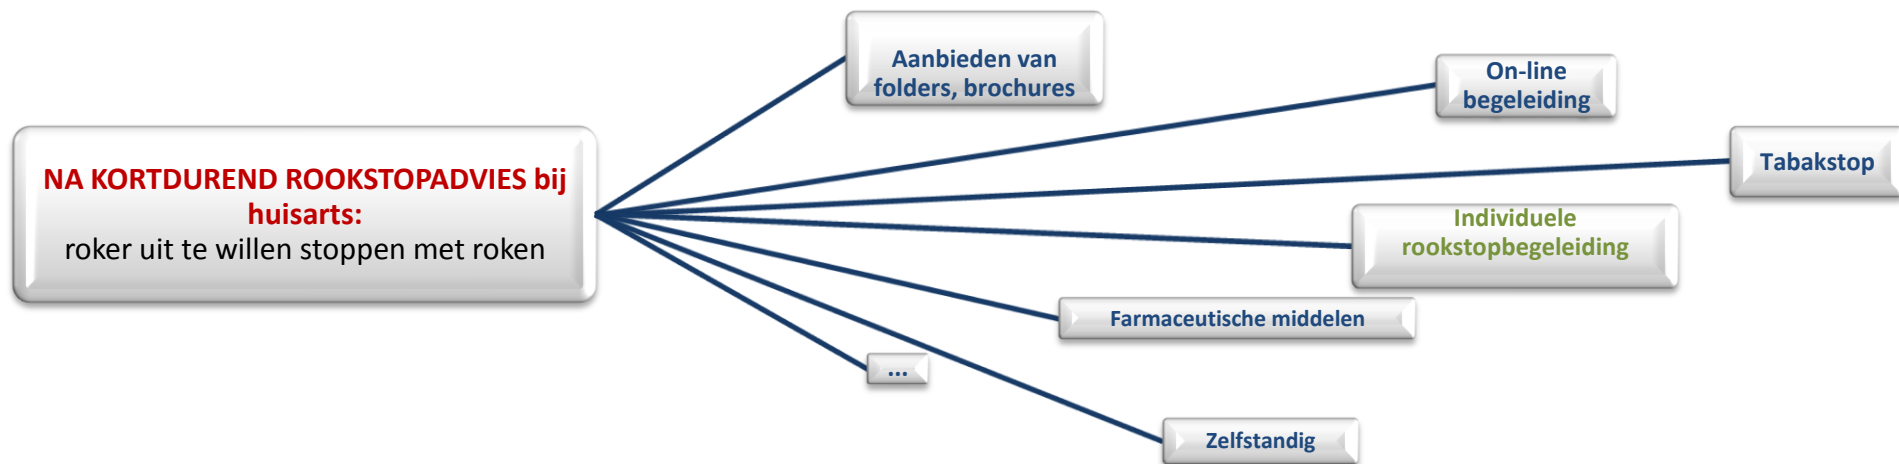 NA KORTDUREND ROOKSTOPADVIES bij
huisarts:
roker uit te willen stoppen met roken
Aanbieden van
folders, brochures
On-line
begeleiding
Tabakstop
Individuele
rookstopbegeleiding
Farmaceutische middelen
...
Zelfstandig